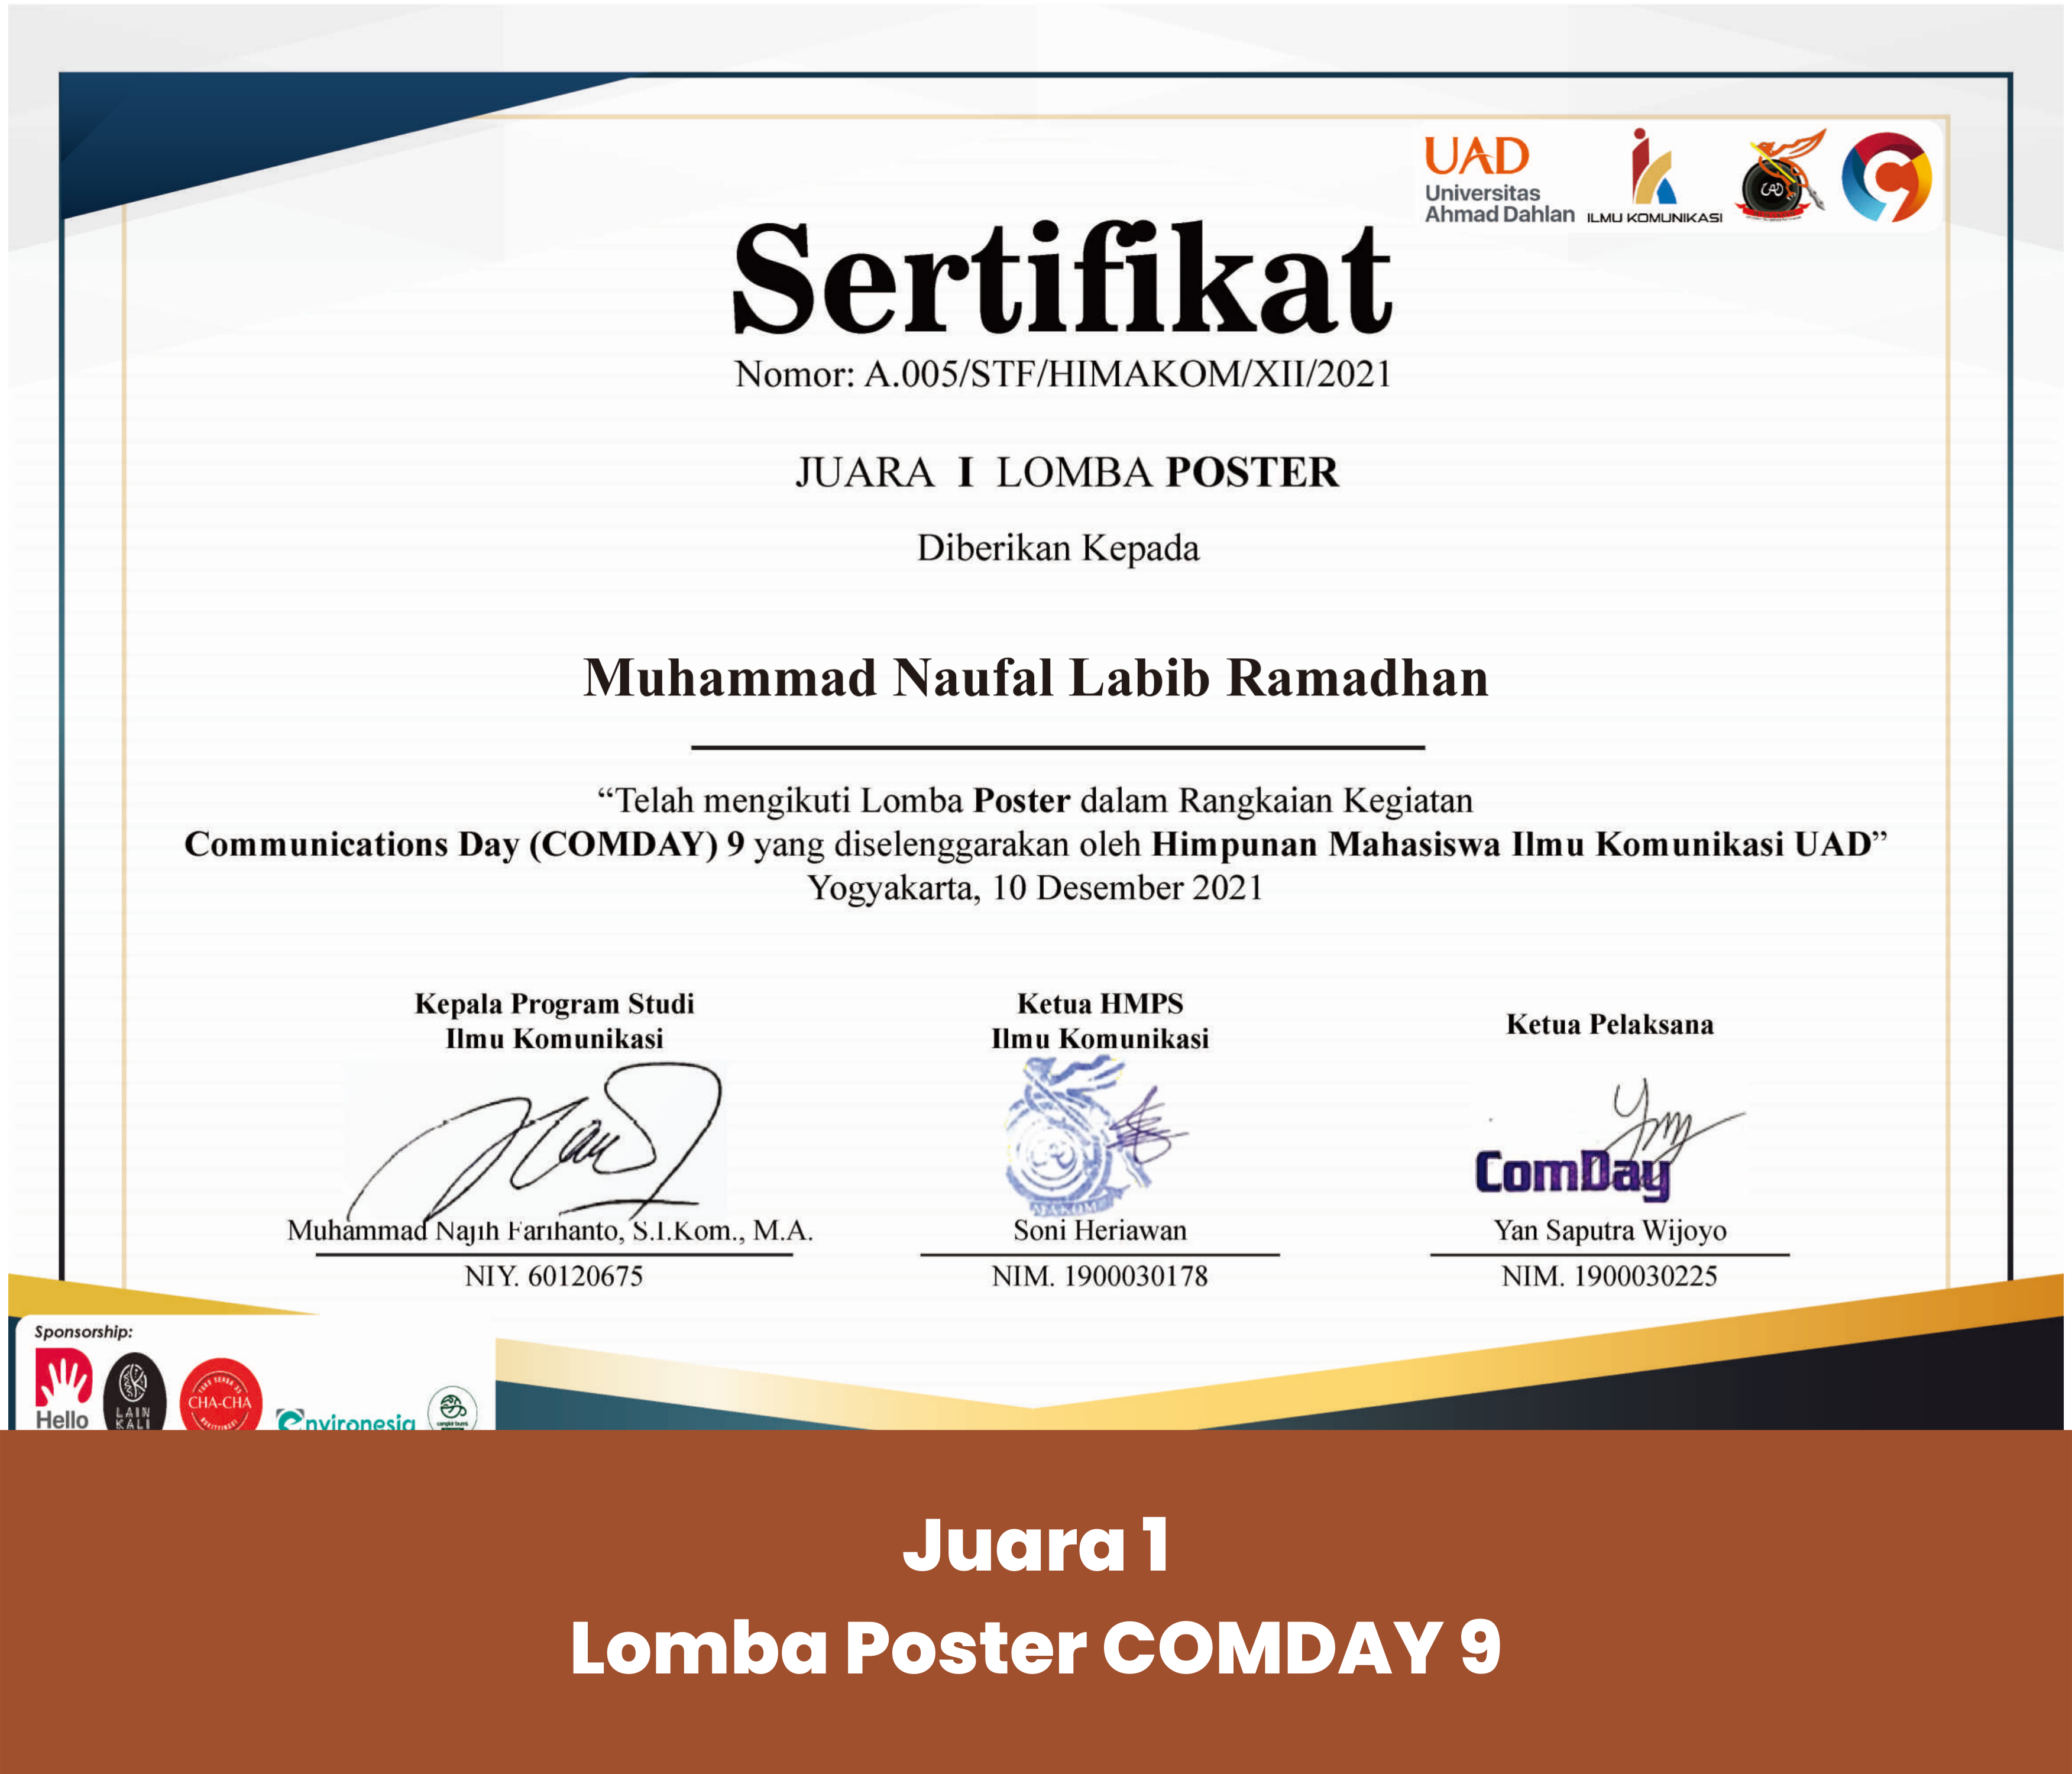 UAD
Universitas
Ahmad Dahlan
ILMU KOMUNIKASI
UAD
Sertifikat
Nomor: A.005/STF/HIMAKOM/XII/2021
JUARA I LOMBA POSTER
Diberikan Kepada
Muhammad Naufal Labib Ramadhan
“Telah mengikuti Lomba Poster dalam Rangkaian Kegiatan
Communications Day (COMDAY) 9 yang diselenggarakan oleh Himpunan Mahasiswa Ilmu Komunikasi UAD”
Yogyakarta, 10 Desember 2021
Kepala Program Studi
Ilmu Komunikasi
Muhammad Najih Farihanto, S.I.Kom., M.A.
NIY. 60120675
Ketua HMPS
Ilmu Komunikasi
Soni Heriawan
NIM. 1900030178
Ketua Pelaksana
ComDay
Yan Saputra Wijoyo
NIM. 1900030225
Sponsorship:
Hello
LAIN
KALI
CHA-CHA
Environesia
Juara 1
Lomba Poster COMDAY 9